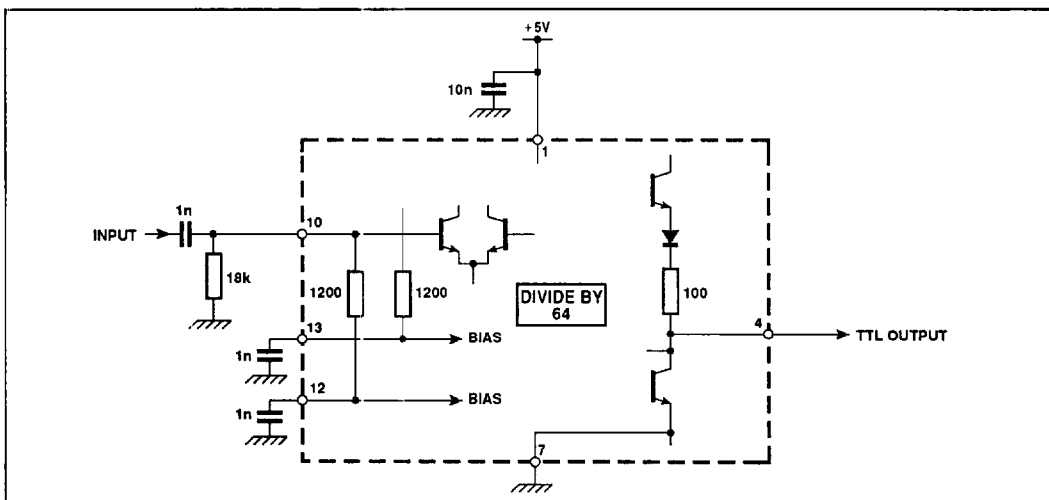 +5V
10n
1
1n
10
INPUT
18k
1200
1200
DIVIDE BY
64
100
4
TTL OUTPUT
13
BIAS
1n
12
BIAS
1n
7